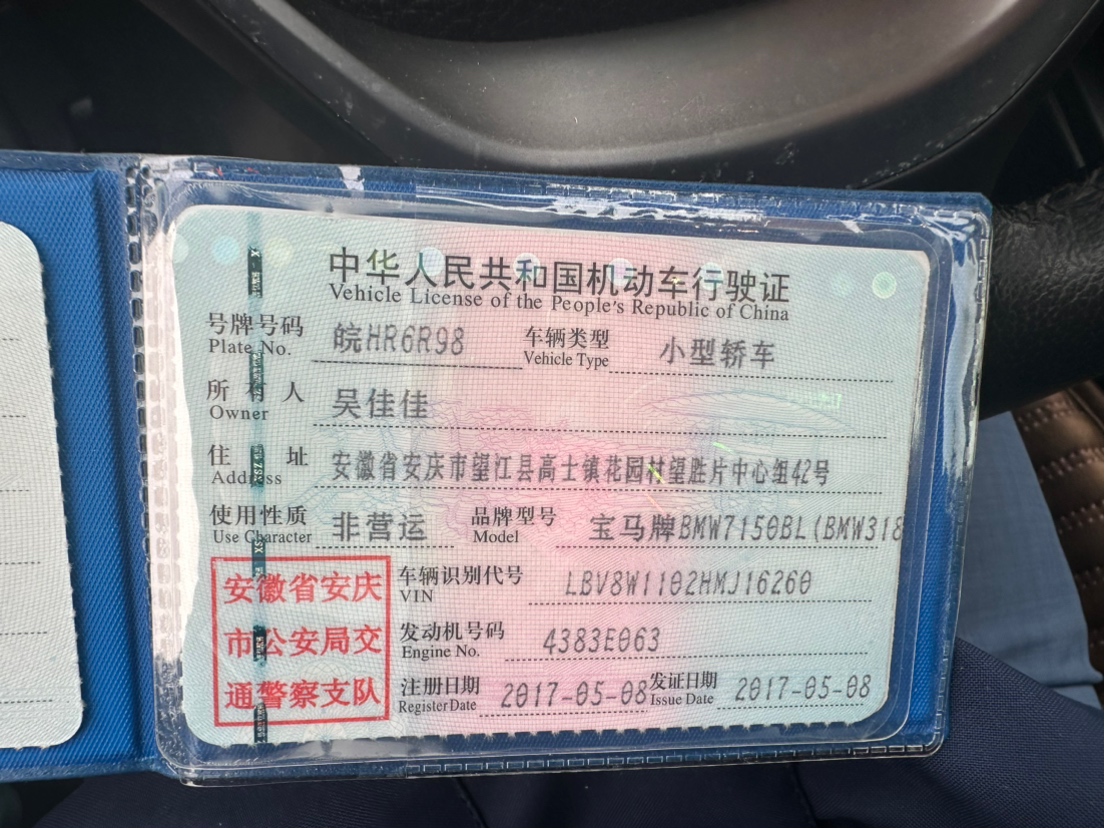 中华人民共和国机动车行驶证
Vehicle License of the People's Republic of China
号牌号码 皖HR6R98 车辆类型 小型轿车
Plate No. Vehicle Type
所有人 吴佳佳
Owner
住址 安徽省安庆市望江县高士镇花园村望胜片中心组42号
Address
使用性质 非营运 品牌型号 宝马牌BMW7150BL(BMW318
Use Character Model
安徽省安庆
市公安局交
通警察支队
车辆识别代号 LBV8W1102HMJ16260
VIN
发动机号码 4383E063
Engine No.
注册日期 2017-05-08 发证日期 2017-05-08
Register Date Issue Date